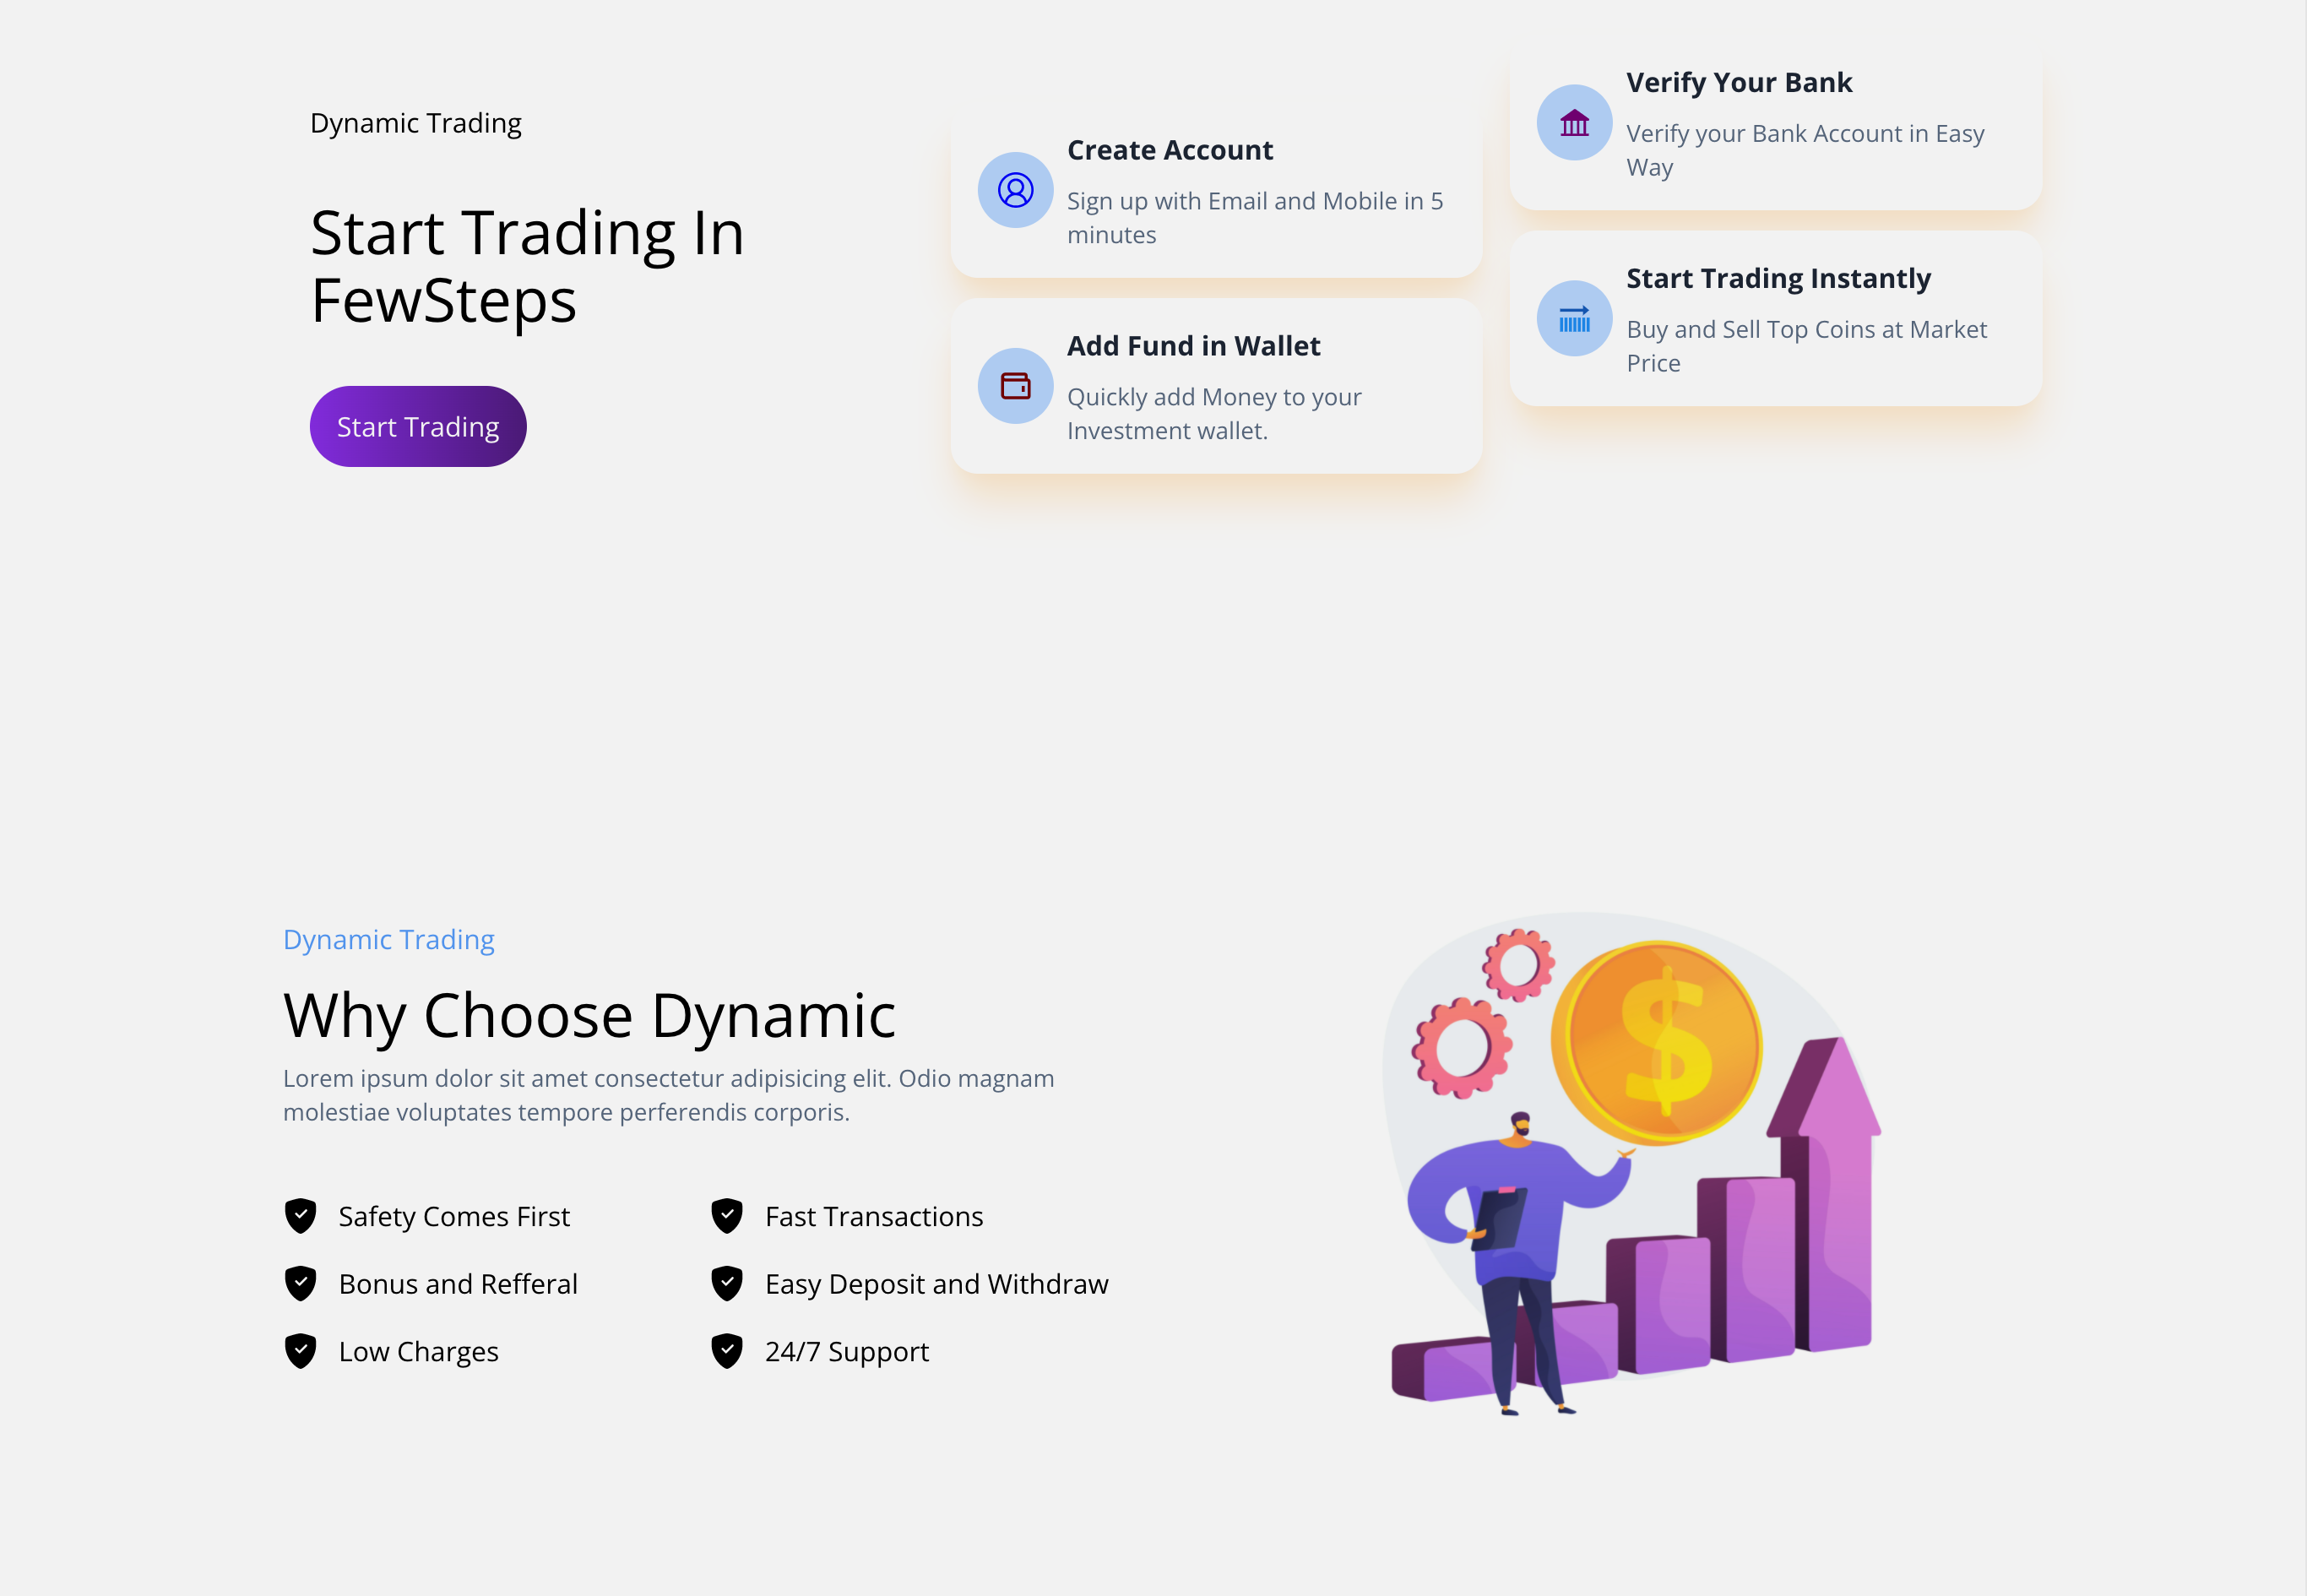 Dynamic Trading
Start Trading In
FewSteps
Start Trading
Create Account
Sign up with Email and Mobile in 5
minutes
Add Fund in Wallet
Quickly add Money to your
Investment wallet.
Verify Your Bank
Verify your Bank Account in Easy
Way
Start Trading Instantly
Buy and Sell Top Coins at Market
Price
Dynamic Trading
Why Choose Dynamic
Lorem ipsum dolor sit amet consectetur adipisicing elit. Odio magnam
molestiae voluptates tempore perferendis corporis.
Safety Comes First
Fast Transactions
Bonus and Refferal
Easy Deposit and Withdraw
Low Charges
24/7 Support
$